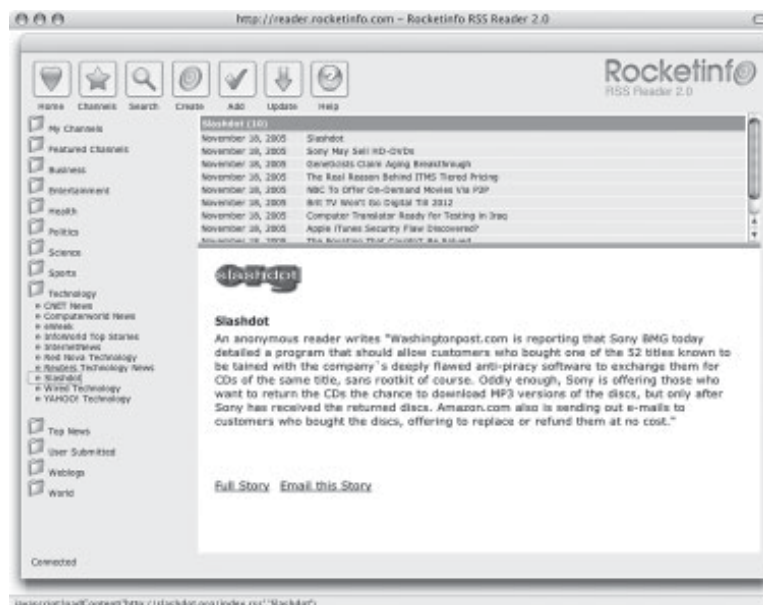 http://reader.rocketinfo.com – Rocketinfo RSS Reader 2.0
Rocketinfo
RSS Reader 2.0
Home Channels Search Create Add Update Help
My Channels
Featured Channels
Business
Entertainment
Health
Politics
Science
Sports
Technology
CNET News
Computerworld News
eWeek
InfoWorld Top Stories
InternetNews
Red Nova Technology
Reuters Technology News
Slashdot
Wired Technology
YAHOO! Technology
Top News
User Submitted
Weblogs
World
Connected
Slashdot (10)
November 18, 2005 Slashdot
November 18, 2005 Sony May Sell HD-DVDs
November 18, 2005 Geneticists Claim Aging Breakthrough
November 18, 2005 The Real Reason Behind ITMS Tiered Pricing
November 18, 2005 NBC To Offer On-Demand Movies Via P2P
November 18, 2005 Brit TV Won't Go Digital Till 2012
November 18, 2005 Computer Translator Ready for Testing in Iraq
November 18, 2005 Apple iTunes Security Flaw Discovered?
November 18, 2005 The
slashdot
org
Slashdot
An anonymous reader writes "Washingtonpost.com is reporting that Sony BMG today
detailed a program that should allow customers who bought one of the 52 titles known to
be tained with the company`s deeply flawed anti-piracy software to exchange them for
CDs of the same title, sans rootkit of course. Oddly enough, Sony is offering those who
want to return the CDs the chance to download MP3 versions of the discs, but only after
Sony has received the returned discs. Amazon.com also is sending out e-mails to
customers who bought the discs, offering to replace or refund them at no cost."
Full Story Email this Story